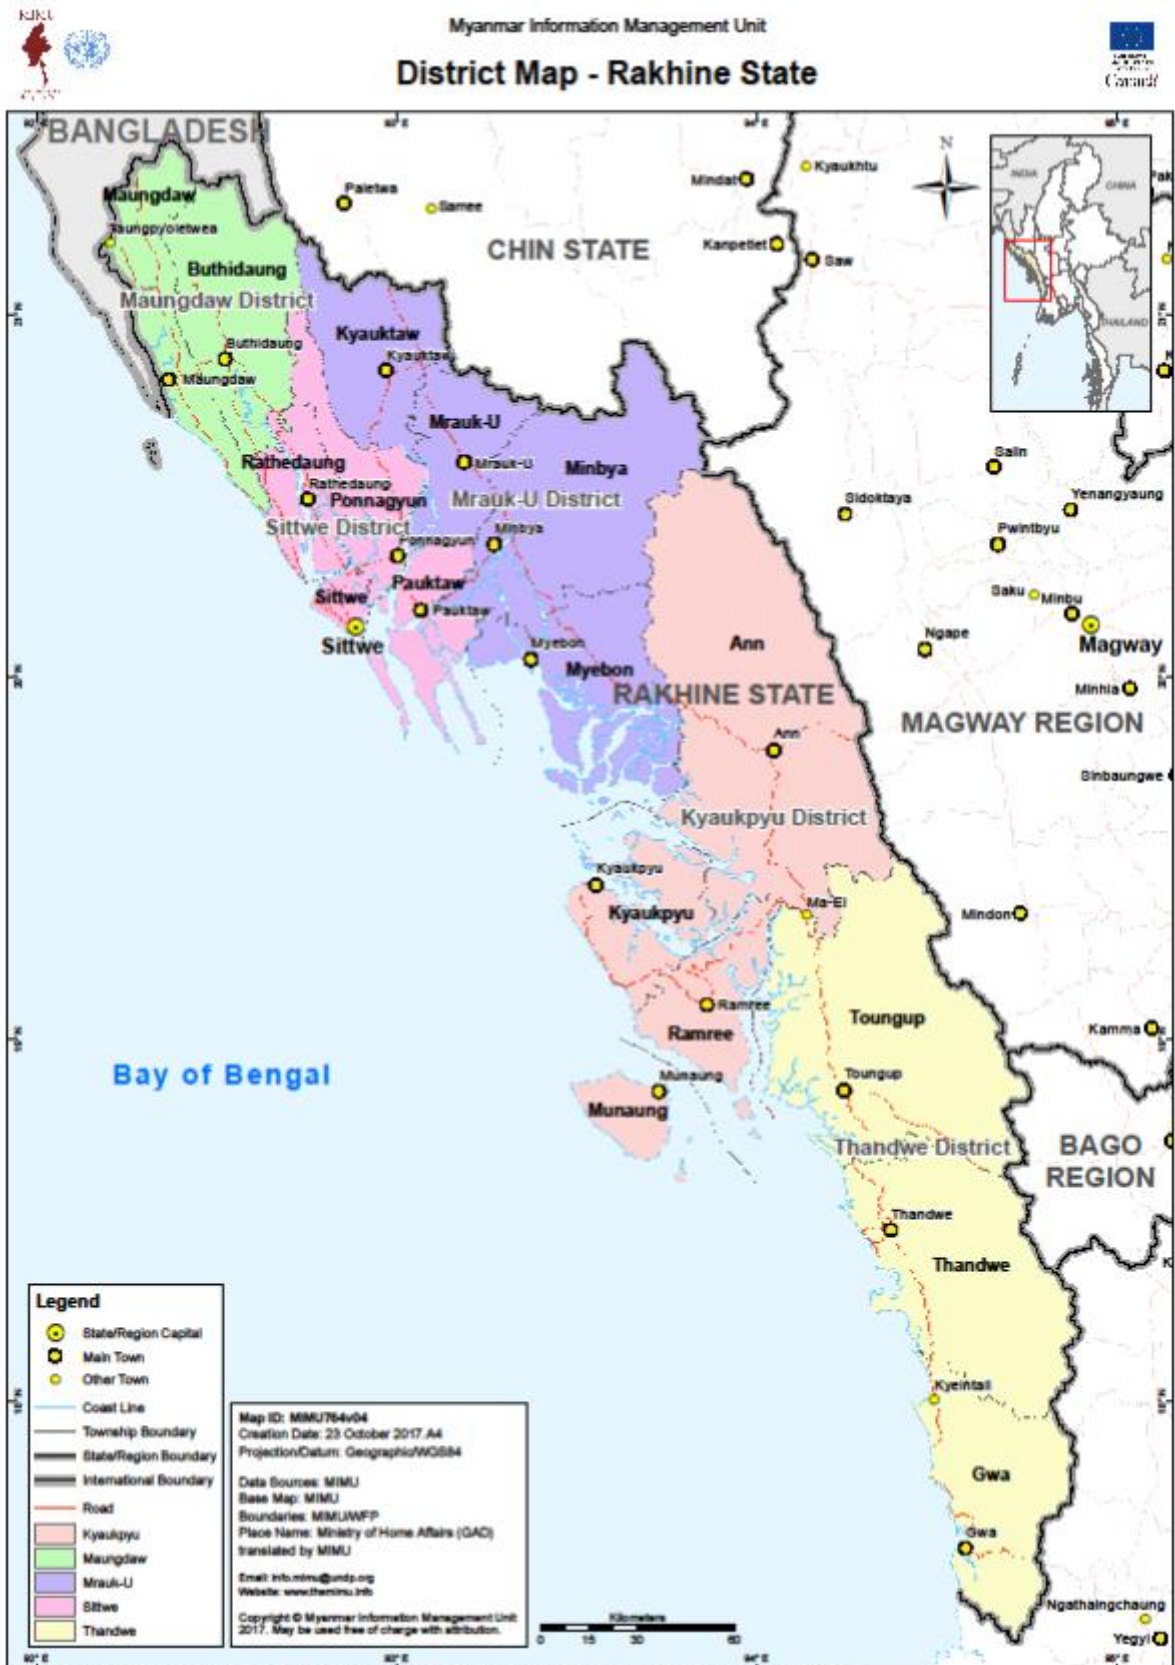 Myanmar Information Management Unit
District Map - Rakhine State
Canada
BANGLADESH
Maungdaw
Taungpyoletwea
Buthidaung
Maungdaw District
Buthidaung
Maungdaw
Paletwa
Samee
CHIN STATE
Mindat
Kyaukhtu
Kanpetlet
Saw
N
INDIA
CHINA
THAILAND
Kyauktaw
Kyauktaw
Mrauk-U
Mrauk-U
Minbya
Mrauk-U District
Rathedaung
Rathedaung
Ponnagyun
Sittwe District
Ponnagyun
Minbya
Pauktaw
Pauktaw
Sittwe
Sittwe
Myebon
Myebon
Ann
RAKHINE STATE
Ann
Kyaukpyu District
Salin
Sidoktaya
Yenangyaung
Pwintbyu
Saku
Minbu
Ngape
Magway
Minhla
MAGWAY REGION
Sinbaungwe
Kyaukpyu
Kyaukpyu
Ma-Ei
Mindon
Ramree
Ramree
Toungup
Kamma
Bay of Bengal
Munaung
Munaung
Toungup
Thandwe District
BAGO
REGION
Thandwe
Thandwe
Kyeintali
Gwa
Gwa
Ngathaingchaung
Yegyi
Legend
State/Region Capital
Main Town
Other Town
Coast Line
Township Boundary
State/Region Boundary
International Boundary
Road
Kyaukpyu
Maungdaw
Mrauk-U
Sittwe
Thandwe
Map ID: MIMU764v04
Creation Date: 23 October 2017.A4
Projection/Datum: Geographic/WGS84
Data Sources: MIMU
Base Map: MIMU
Boundaries: MIMU/WFP
Place Name: Ministry of Home Affairs (GAD)
translated by MIMU
Email: info.mimu@undp.org
Website: www.themimu.info
Copyright © Myanmar Information Management Unit
2017. May be used free of charge with attribution.
Kilometers
0 15 30 60